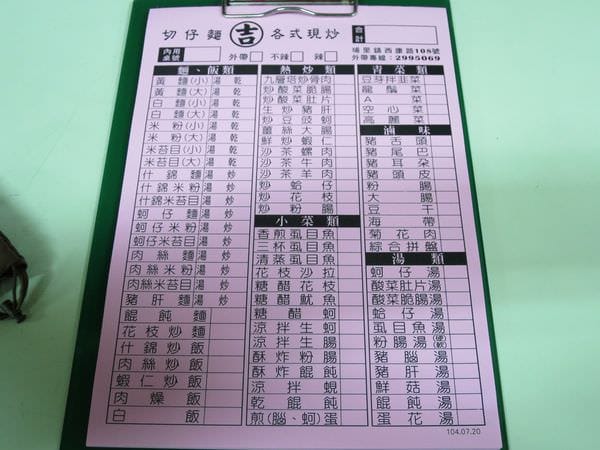 切仔麵 吉 各式現炒 合計
埔里鎮西康路108號
內用桌號 外帶 不辣 辣 外帶專線：2995069
麵、飯類
黃麵(小) 湯 乾
黃麵(大) 湯 乾
白麵(小) 湯 乾
白麵(大) 湯 乾
米粉(小) 湯 乾
米粉(大) 湯 乾
米苔目(小) 湯 乾
米苔目(大) 湯 乾
什錦麵 湯 炒
什錦米粉 湯 炒
什錦米苔目 湯 炒
蚵仔麵 湯 炒
蚵仔米粉 湯 炒
蚵仔米苔目 湯 炒
肉絲麵 湯 炒
肉絲米粉 湯 炒
肉絲米苔目 湯 炒
豬肝麵 湯 炒
餛飩麵
花枝炒麵
什錦炒飯
肉絲炒飯
蝦仁炒飯
肉燥飯
白飯
熱炒類
九層塔炒骨肉
炒酸菜脆腸
炒酸菜肚片
生炒豬肝
炒豆豉蚵
薑絲大腸
鮮炒蝦仁
沙茶螺肉
沙茶牛肉
沙茶羊肉
炒蛤仔
炒花枝
炒粉腸
小菜類
香煎虱目魚
三杯虱目魚
清蒸虱目魚
花枝沙拉
糖醋花枝
糖醋魷魚
糖醋蚵
涼拌生蚵
涼拌生腸
酥炸粉腸
酥炸餛飩
涼拌蜆
乾餛飩
煎(腦、蚵)蛋
青菜類
豆芽拌韭菜
龍鬚菜
A菜
空心菜
高麗菜
滷味
豬舌頭
豬尾巴
豬耳朵
豬頭皮
粉腸
大腸
豆干
海帶
菊花肉
綜合拼盤
湯類
蚵仔湯
酸菜肚片湯
酸菜脆腸湯
蛤仔湯
虱目魚湯
粉腸湯
豬腦湯
豬肝湯
鮮菇湯
餛飩湯
蛋花湯
104.07.20